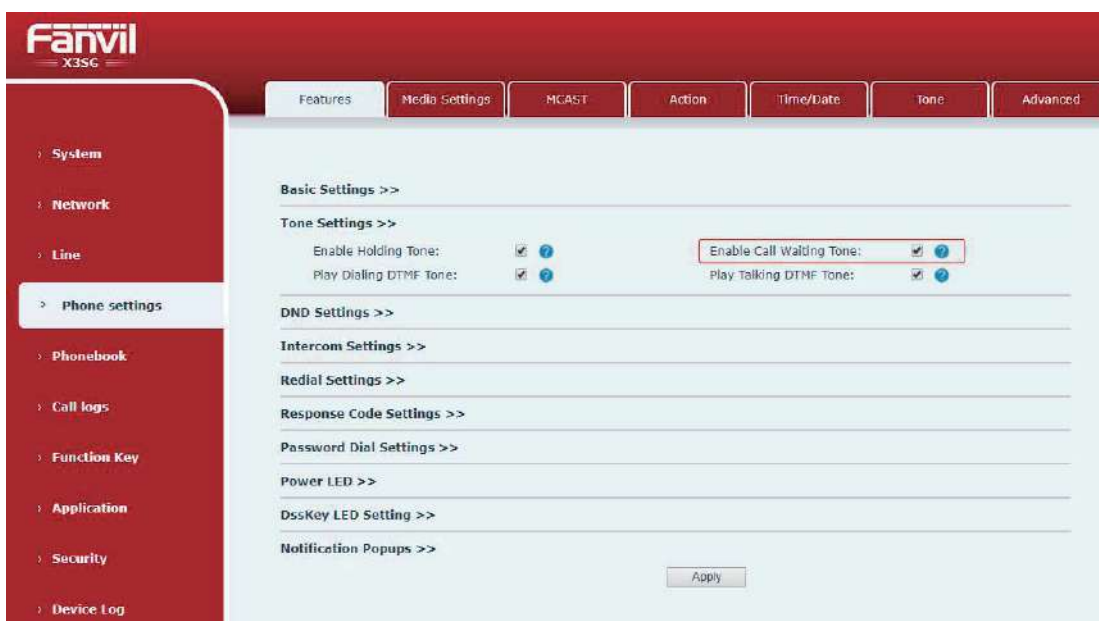 Fanvil
X3SG
Features Media Settings MCAST Action Time/Date Tone Advanced
System
Network
Line
Phone settings
Phonebook
Call logs
Function Key
Application
Security
Device Log
Basic Settings >>
Tone Settings >>
Enable Holding Tone: Enable Call Waiting Tone:
Play Dialing DTMF Tone: Play Talking DTMF Tone:
DND Settings >>
Intercom Settings >>
Redial Settings >>
Response Code Settings >>
Password Dial Settings >>
Power LED >>
DssKey LED Setting >>
Notification Popups >>
Apply